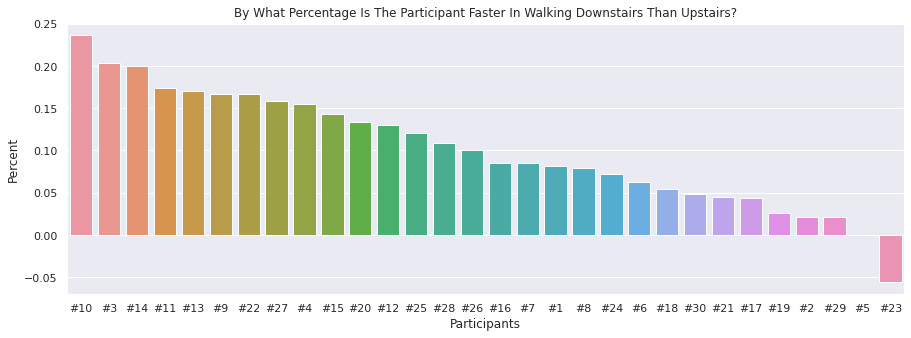 By What Percentage Is The Participant Faster In Walking Downstairs Than Upstairs?
0.25
0.20
0.15
0.10
0.05
0.00
−0.05
Percent
#10 #3 #14 #11 #13 #9 #22 #27 #4 #15 #20 #12 #25 #28 #26 #16 #7 #1 #8 #24 #6 #18 #30 #21 #17 #19 #2 #29 #5 #23
Participants